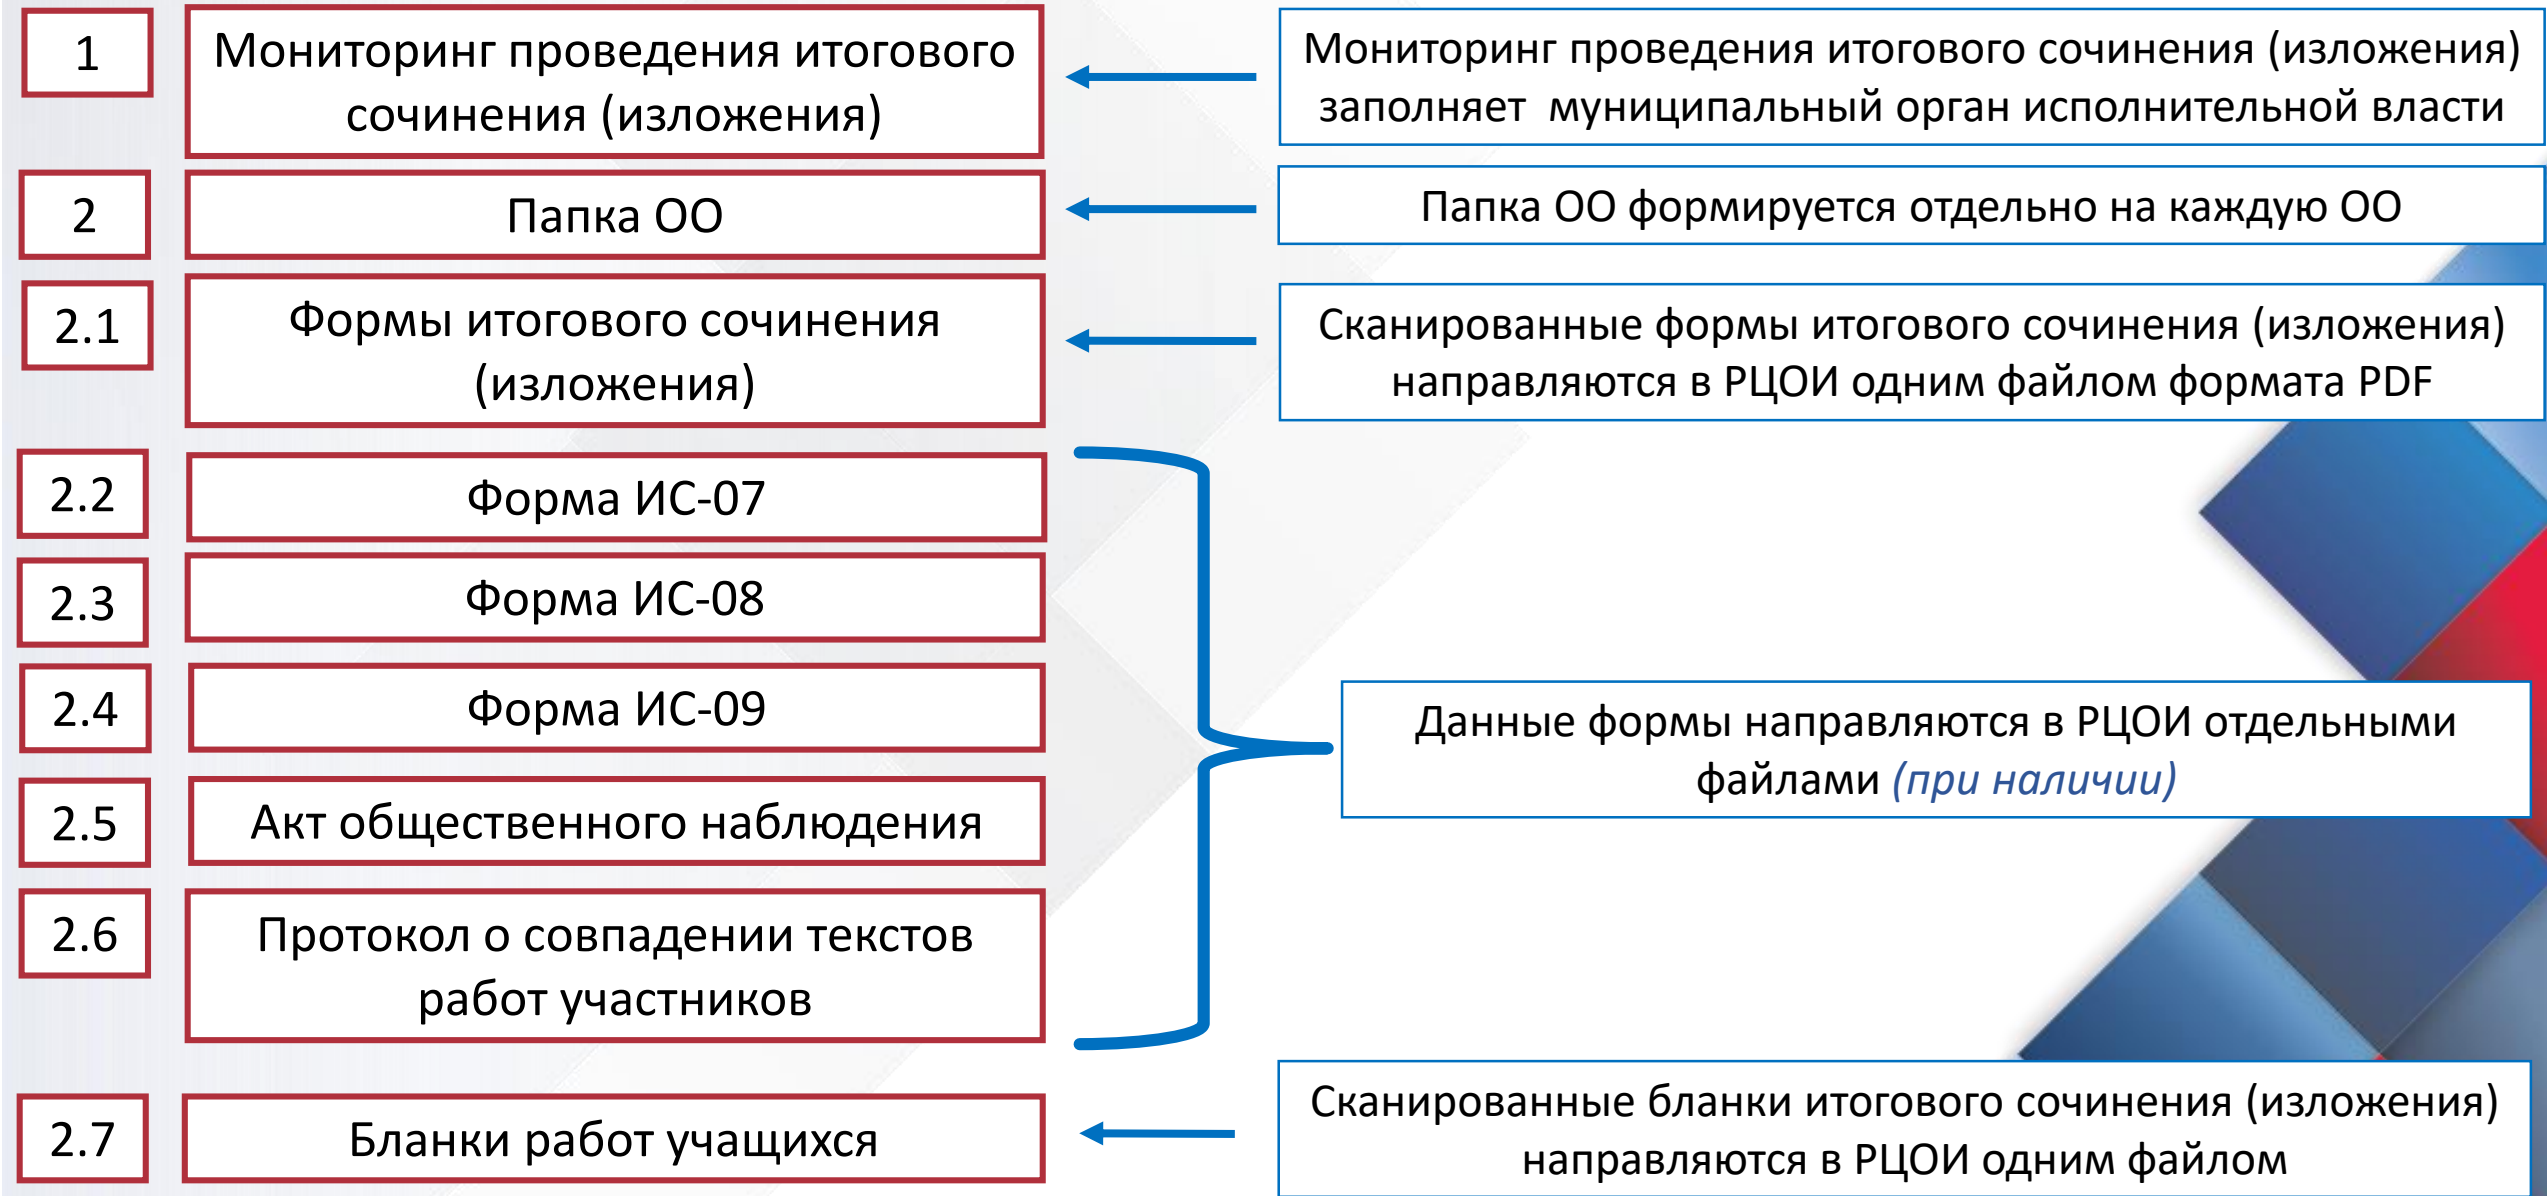 1
Мониторинг проведения итогового
сочинения (изложения)
Мониторинг проведения итогового сочинения (изложения)
заполняет муниципальный орган исполнительной власти
2
Папка ОО
Папка ОО формируется отдельно на каждую ОО
2.1
Формы итогового сочинения
(изложения)
Сканированные формы итогового сочинения (изложения)
направляются в РЦОИ одним файлом формата PDF
2.2
Форма ИС-07
2.3
Форма ИС-08
2.4
Форма ИС-09
2.5
Акт общественного наблюдения
2.6
Протокол о совпадении текстов
работ участников
Данные формы направляются в РЦОИ отдельными
файлами (при наличии)
2.7
Бланки работ учащихся
Сканированные бланки итогового сочинения (изложения)
направляются в РЦОИ одним файлом